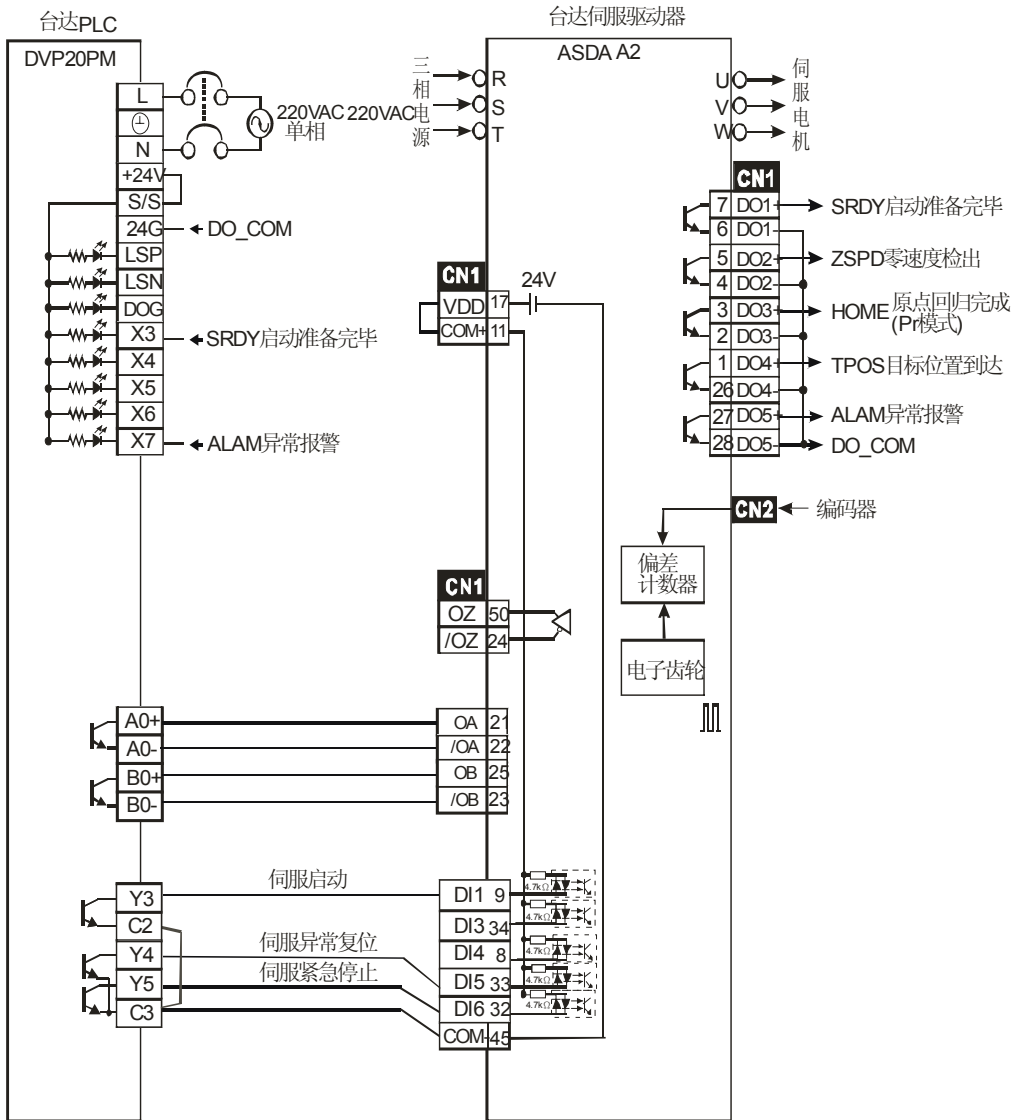 台达PLC
DVP20PM
L
N
+24V
S/S
24G
DO_COM
LSP
LSN
DOG
X3
SRDY启动准备完毕
X4
X5
X6
X7
ALAM异常报警
220VAC
单相
220VAC
三相电源
R
S
T
台达伺服驱动器
ASDA A2
U
V
W
伺服电机
CN1
7 DO1+
SRDY启动准备完毕
6 DO1-
5 DO2+
ZSPD零速度检出
4 DO2-
3 DO3+
HOME原点回归完成
(Pr模式)
2 DO3-
1 DO4+
TPOS目标位置到达
26 DO4-
27 DO5+
ALAM异常报警
28 DO5-
DO_COM
CN1
24V
VDD 17
COM+ 11
CN2
编码器
偏差
计数器
电子齿轮
CN1
OZ 50
/OZ 24
A0+
OA 21
A0-
/OA 22
B0+
OB 25
B0-
/OB 23
Y3
伺服启动
DI1 9
4.7kΩ
C2
DI3 34
4.7kΩ
Y4
伺服异常复位
DI4 8
4.7kΩ
Y5
伺服紧急停止
DI5 33
4.7kΩ
C3
DI6 32
4.7kΩ
COM- 45